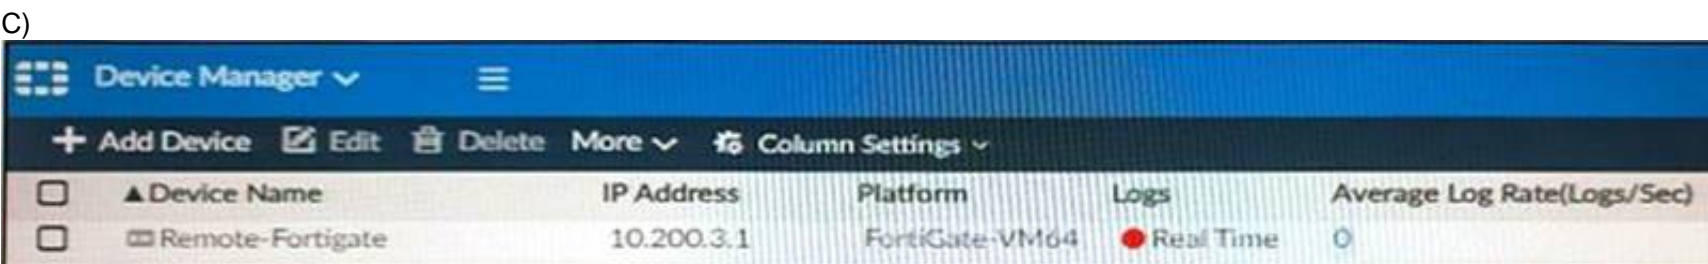 C)
Device Manager
+ Add Device Edit Delete More Column Settings
▲ Device Name IP Address Platform Logs Average Log Rate(Logs/Sec)
Remote-Fortigate 10.200.3.1 FortiGate-VM64 Real Time 0